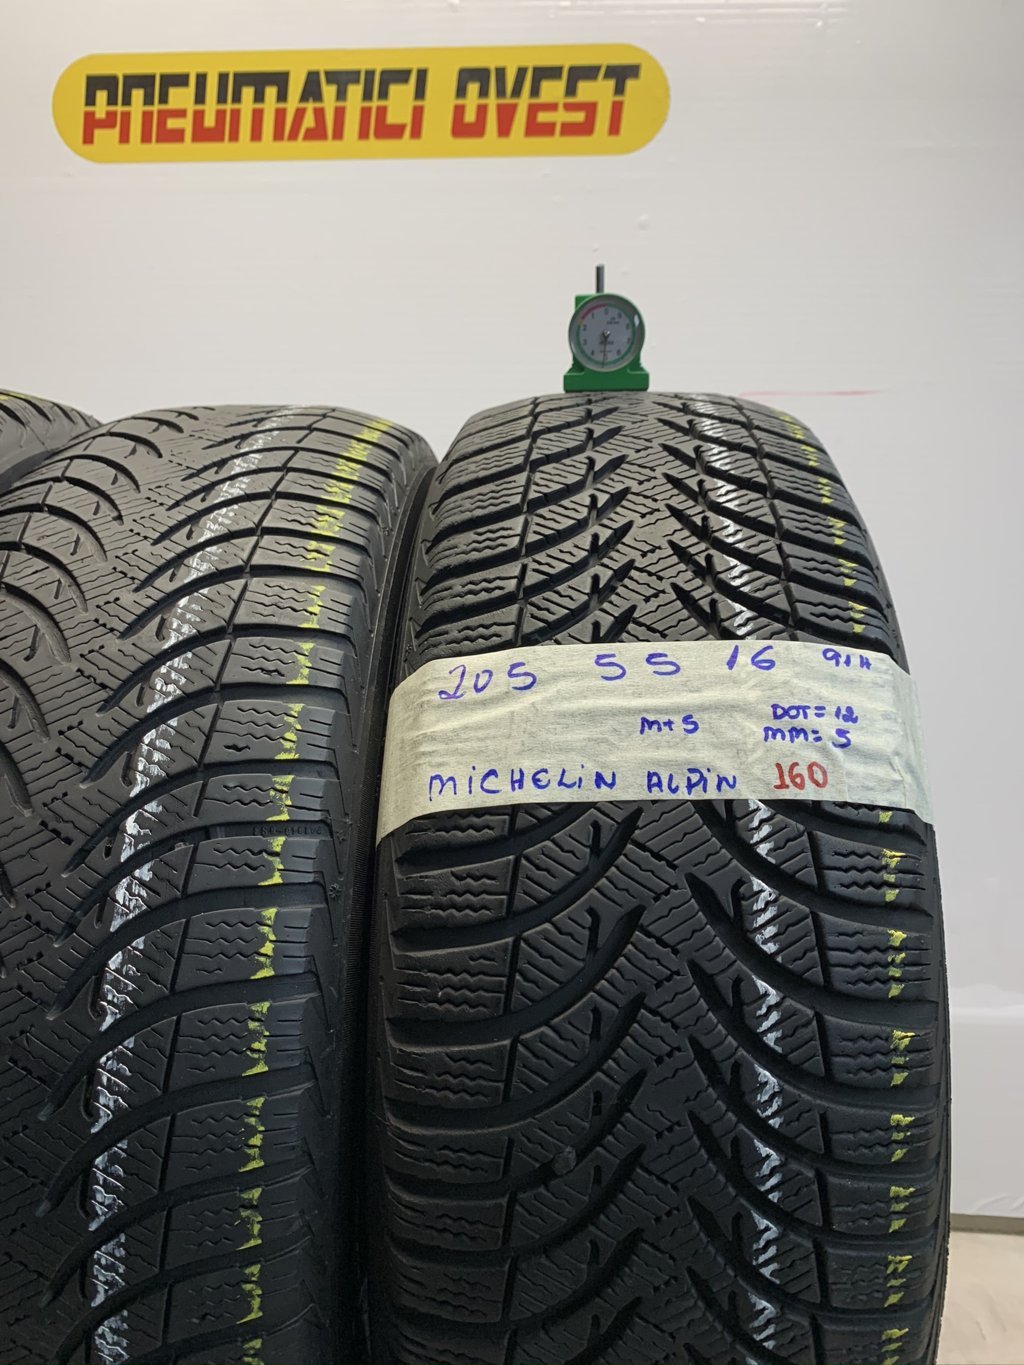 PNEUMATICI OVEST
205 55 16 91H
M+S DOT=12
MM=5
MICHELIN ALPIN 160